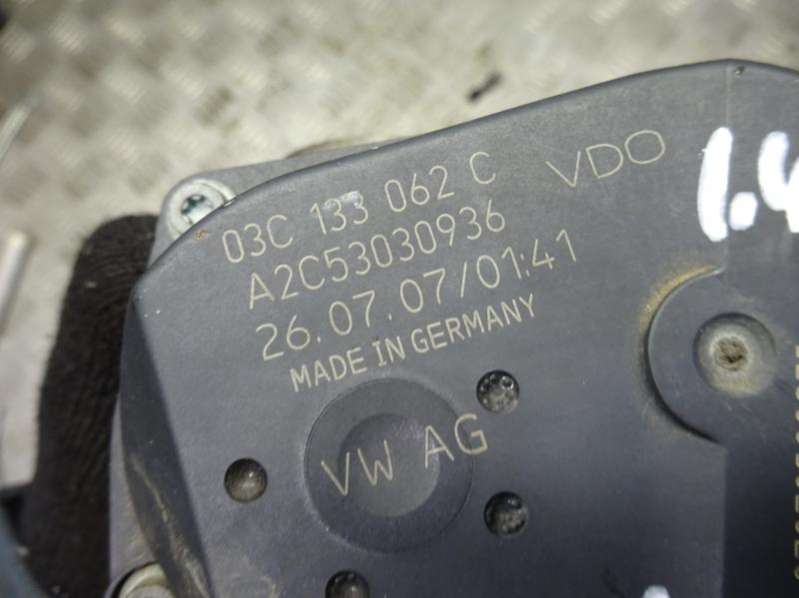 03C 133 062 C VDO
A2C53030936
26.07.07/01:41
MADE IN GERMANY
VW AG
1.4